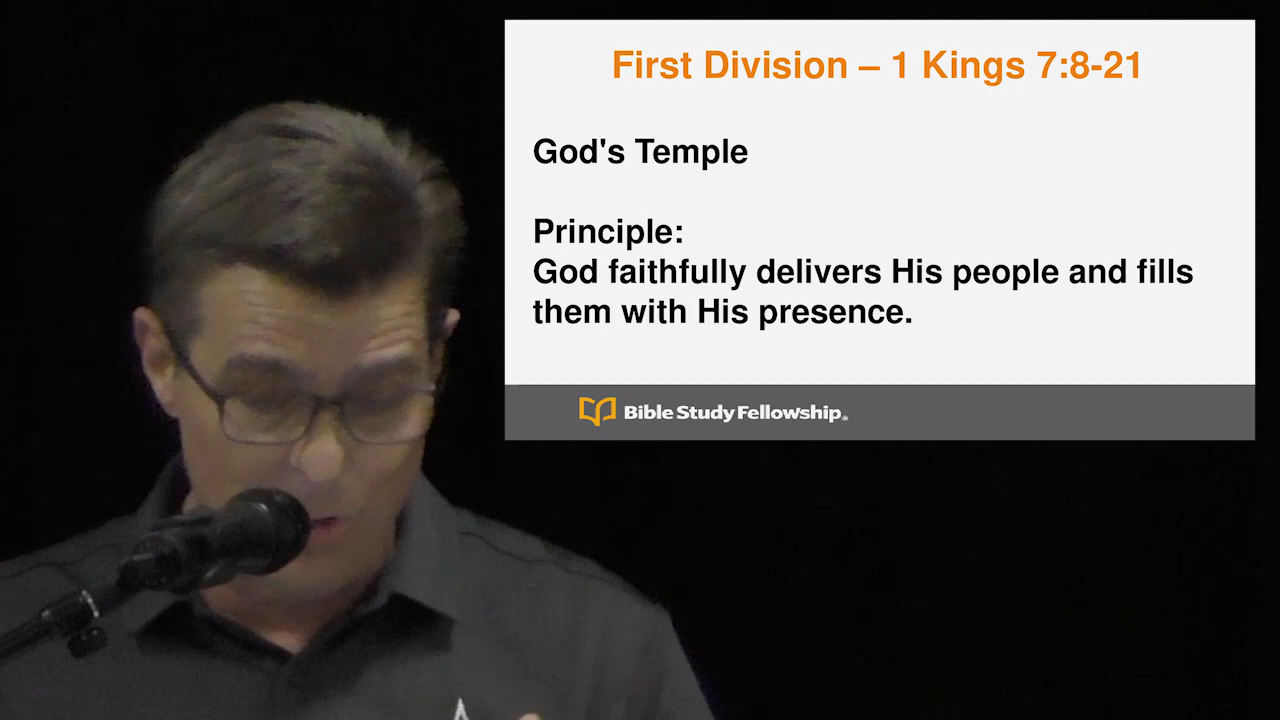 First Division – 1 Kings 7:8-21
God's Temple
Principle:
God faithfully delivers His people and fills
them with His presence.
Bible Study Fellowship®